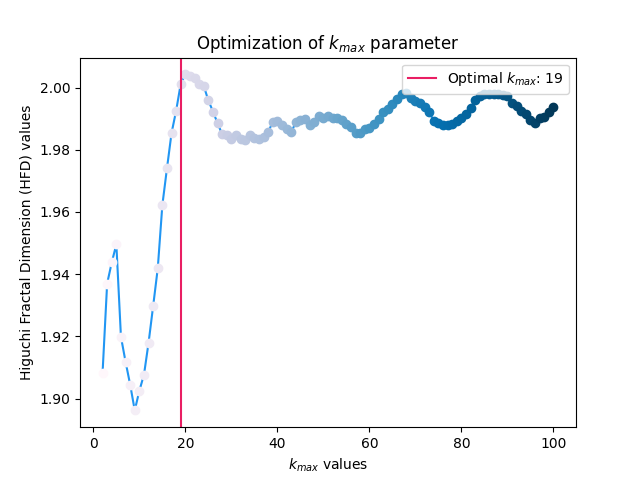 Optimization of k_max parameter
Optimal k_max: 19
Higuchi Fractal Dimension (HFD) values
2.00
1.98
1.96
1.94
1.92
1.90
0 20 40 60 80 100
k_max values